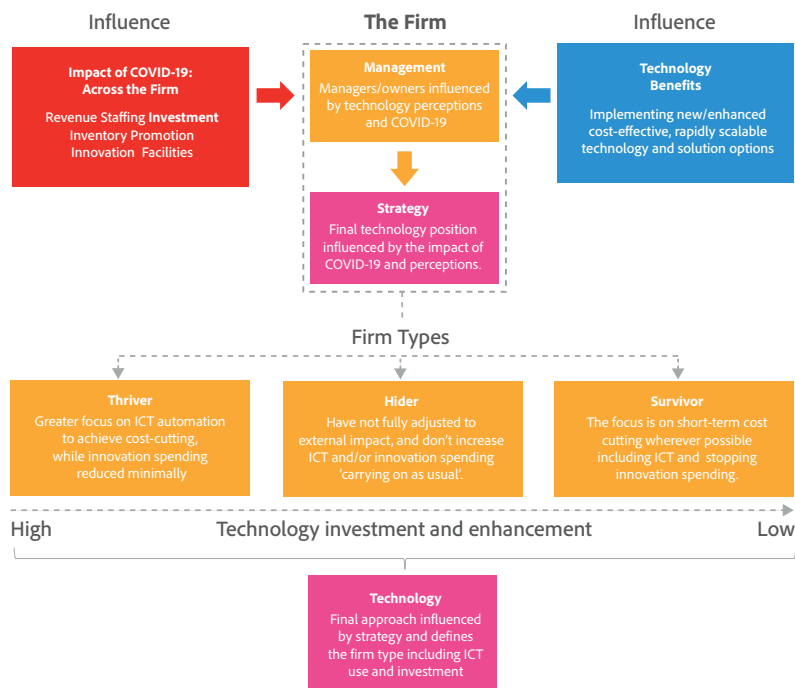 Influence
The Firm
Influence
Impact of COVID-19:
Across the Firm
Revenue Staffing Investment
Inventory Promotion
Innovation Facilities
Management
Managers/owners influenced
by technology perceptions
and COVID-19
Technology
Benefits
Implementing new/enhanced
cost-effective, rapidly scalable
technology and solution options
Strategy
Final technology position
influenced by the impact of
COVID-19 and perceptions.
Firm Types
Thriver
Greater focus on ICT automation
to achieve cost-cutting,
while innovation spending
reduced minimally
Hider
Have not fully adjusted to
external impact, and don't increase
ICT and/or innovation spending
'carrying on as usual'.
Survivor
The focus is on short-term cost
cutting wherever possible
including ICT and stopping
innovation spending.
High
Technology investment and enhancement
Low
Technology
Final approach influenced
by strategy and defines
the firm type including ICT
use and investment